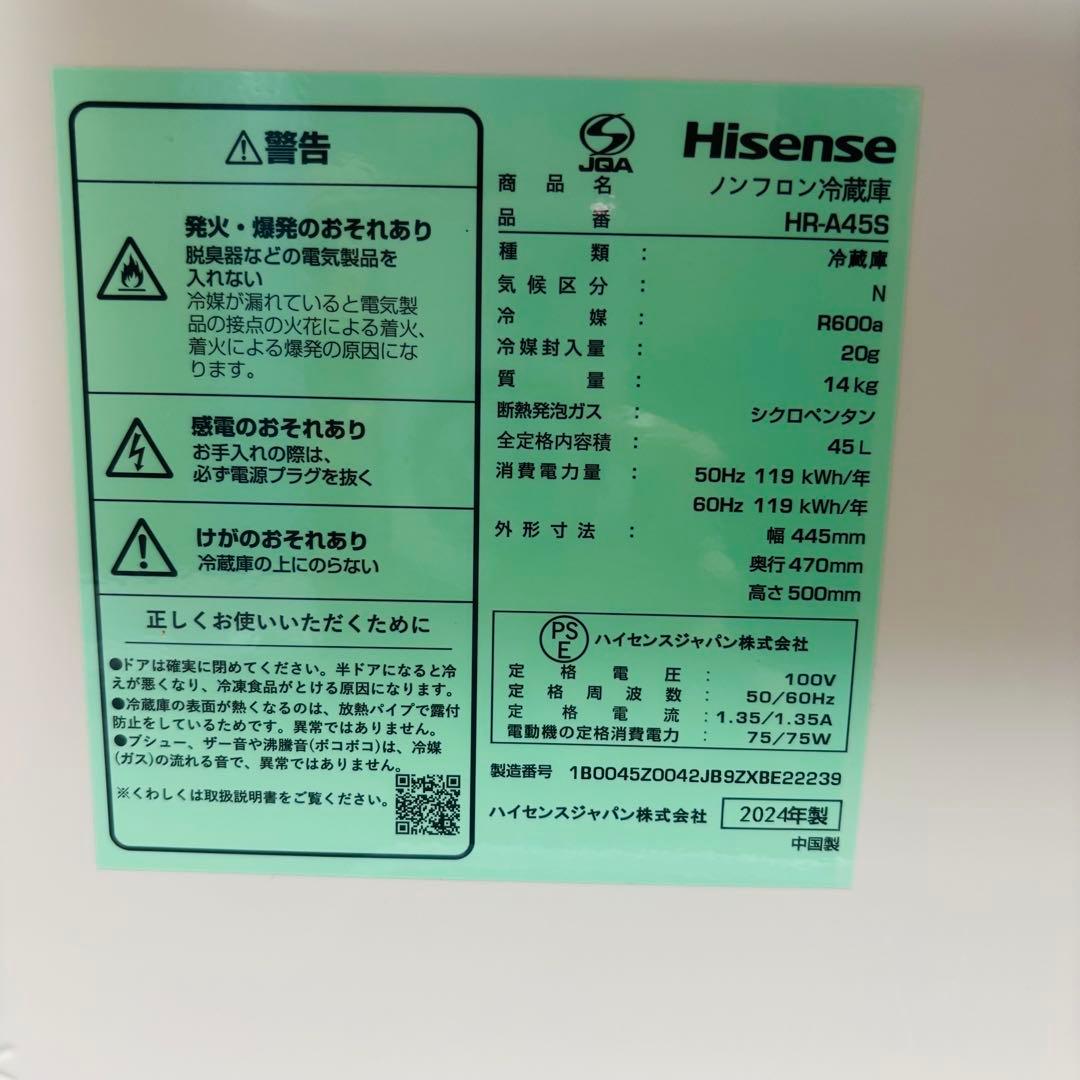 ⚠警告
発火・爆発のおそれあり
脱臭器などの電気製品を
入れない
冷媒が漏れていると電気製
品の接点の火花による着火、
着火による爆発の原因にな
ります。
感電のおそれあり
お手入れの際は、
必ず電源プラグを抜く
けがのおそれあり
冷蔵庫の上にのらない
正しくお使いいただくために
●ドアは確実に閉めてください。半ドアになると冷
えが悪くなり、冷凍食品がとける原因になります。
●冷蔵庫の表面が熱くなるのは、放熱パイプで露付
防止をしているためです。異常ではありません。
●ブシュー、ザー音や沸騰音(ボコボコ)は、冷媒
(ガス)の流れる音で、異常ではありません。
※くわしくは取扱説明書をご覧ください。
JQA Hisense
商品名 ノンフロン冷蔵庫
品番 HR-A45S
種類 : 冷蔵庫
気候区分 : N
冷媒 : R600a
冷媒封入量 : 20g
質量 : 14kg
断熱発泡ガス : シクロペンタン
全定格内容積 : 45L
消費電力量 : 50Hz 119 kWh/年
60Hz 119 kWh/年
外形寸法 : 幅 445mm
奥行 470mm
高さ 500mm
PSE ハイセンスジャパン株式会社
定格電圧 : 100V
定格周波数 : 50/60Hz
定格電流 : 1.35/1.35A
電動機の定格消費電力 : 75/75W
製造番号 1B0045Z0042JB9ZXBE22239
ハイセンスジャパン株式会社 2024年製
中国製